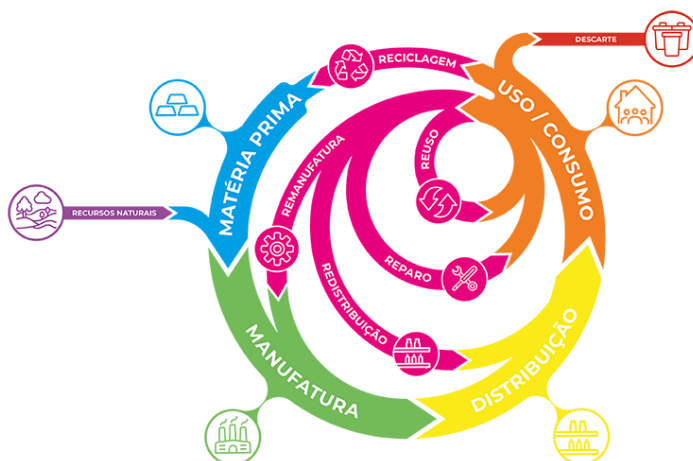 DESCARTE
RECICLAGEM
USO / CONSUMO
MATÉRIA PRIMA
REMANUFATURA
REUSO
RECURSOS NATURAIS
REPARO
REDISTRIBUIÇÃO
MANUFATURA
DISTRIBUIÇÃO